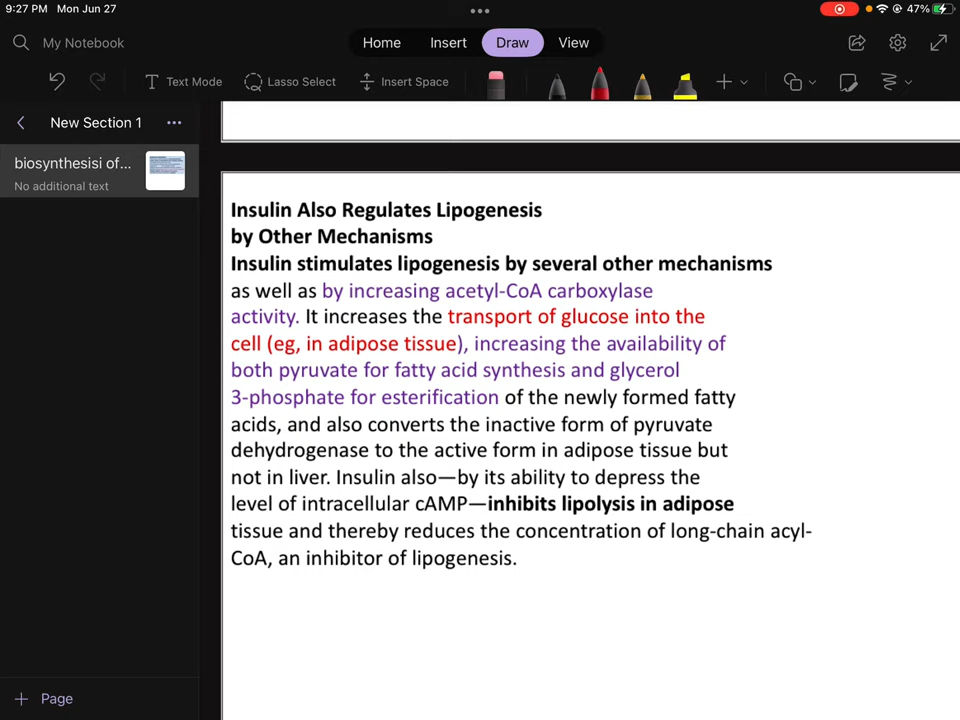 9:27 PM Mon Jun 27
47%
My Notebook
Home Insert Draw View
Text Mode Lasso Select Insert Space
New Section 1
biosynthesisi of...
No additional text
Insulin Also Regulates Lipogenesis
by Other Mechanisms
Insulin stimulates lipogenesis by several other mechanisms
as well as by increasing acetyl-CoA carboxylase
activity. It increases the transport of glucose into the
cell (eg, in adipose tissue), increasing the availability of
both pyruvate for fatty acid synthesis and glycerol
3-phosphate for esterification of the newly formed fatty
acids, and also converts the inactive form of pyruvate
dehydrogenase to the active form in adipose tissue but
not in liver. Insulin also—by its ability to depress the
level of intracellular cAMP—inhibits lipolysis in adipose
tissue and thereby reduces the concentration of long-chain acyl-
CoA, an inhibitor of lipogenesis.
Page